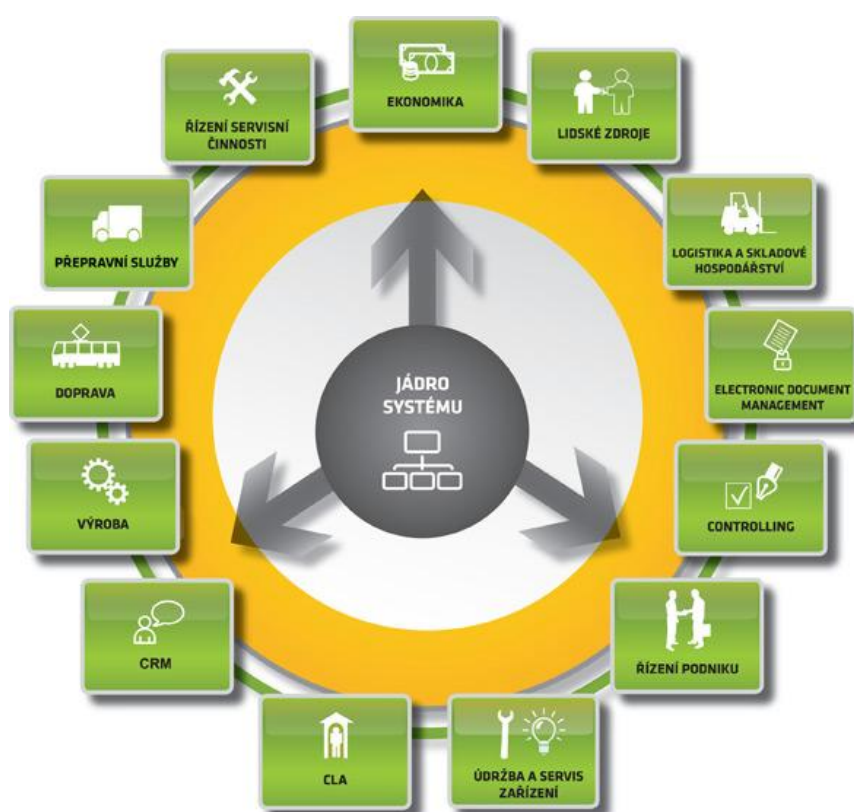 EKONOMIKA
LIDSKÉ ZDROJE
LOGISTIKA A SKLADOVÉ
HOSPODÁŘSTVÍ
ELECTRONIC DOCUMENT
MANAGEMENT
CONTROLLING
ŘÍZENÍ PODNIKU
ÚDRŽBA A SERVIS
ZAŘÍZENÍ
CLA
CRM
VÝROBA
DOPRAVA
PŘEPRAVNÍ SLUŽBY
ŘÍZENÍ SERVISNÍ
ČINNOSTI
JÁDRO
SYSTÉMU